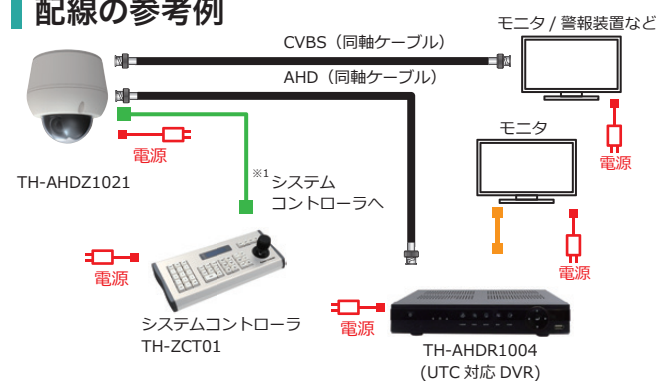 配線の参考例
モニタ / 警報装置など
CVBS（同軸ケーブル）
AHD（同軸ケーブル）
電源
モニタ
電源
TH-AHDZ1021
※1 システム
コントローラへ
電源
電源
システムコントローラ
TH-ZCT01
電源
TH-AHDR1004
(UTC 対応 DVR)